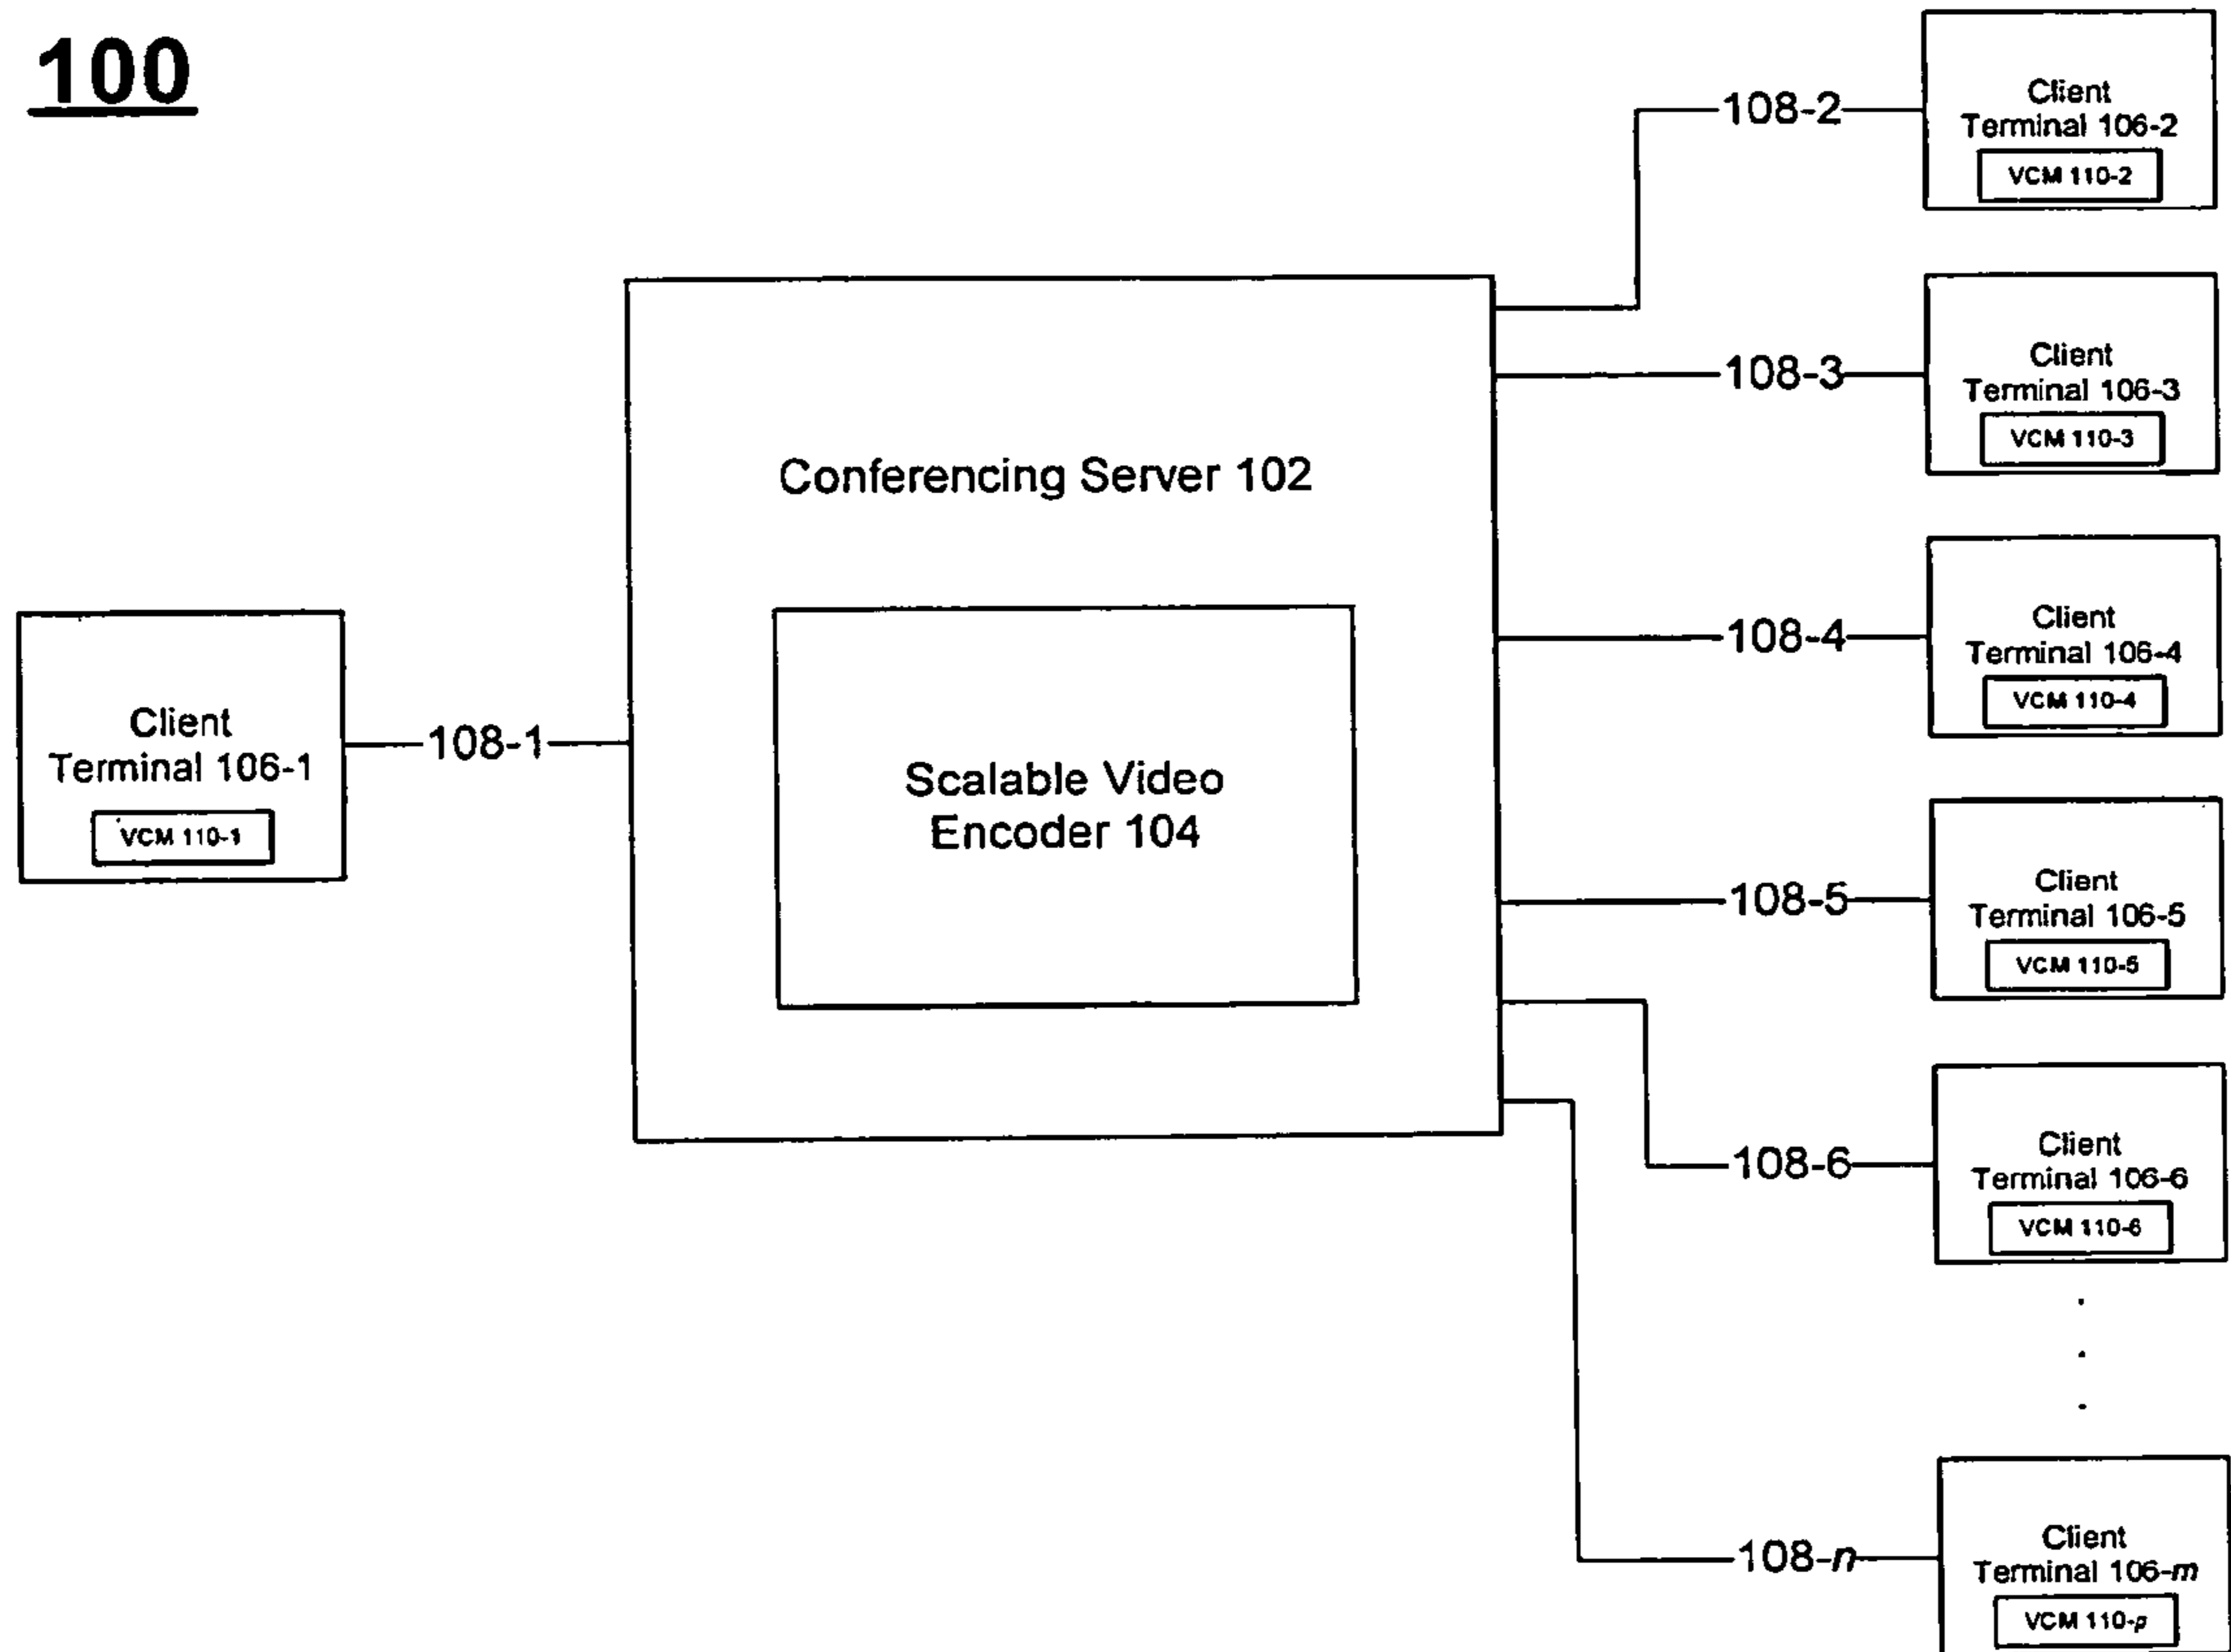 100
108-2
Client
Terminal 106-2
VCM 110-2
108-3
Client
Terminal 106-3
VCM 110-3
Conferencing Server 102
108-4
Client
Terminal 106-4
VCM 110-4
Client
Terminal 106-1
VCM 110-1
108-1
Scalable Video
Encoder 104
108-5
Client
Terminal 106-5
VCM 110-5
108-6
Client
Terminal 106-6
VCM 110-6
.
.
.
108-n
Client
Terminal 106-m
VCM 110-p